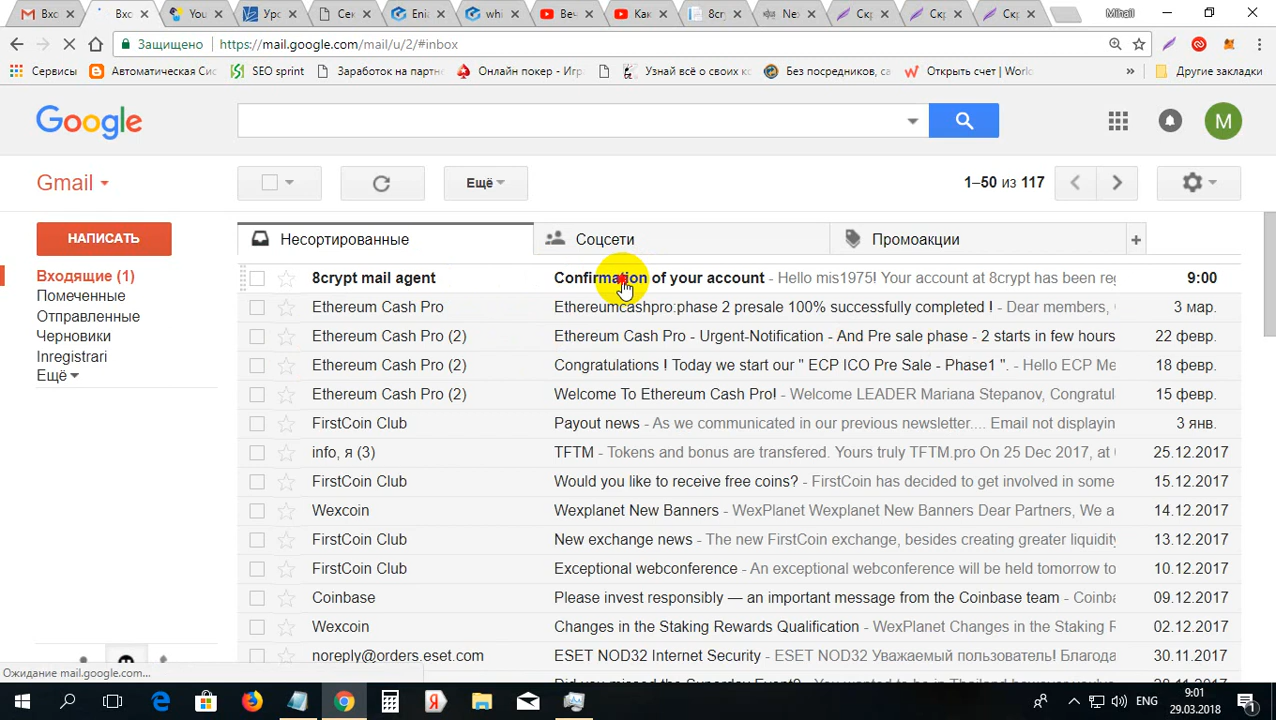 Вхо
Вхс
You
Урс
Сек
Eni
whi
Веч
Как
8cry
Ne
Скр
Скр
Скр
Mihail
Защищено
https://mail.google.com/mail/u/2/#inbox
Сервисы
Автоматическая Сис
SEO sprint
Заработок на партн
Онлайн покер - Игр
Узнай всё о своих ко
Без посредников, са
Открыть счет | Worl
»
Другие закладки
Google
M
Gmail
Ещё
1–50 из 117
НАПИСАТЬ
Несортированные
Соцсети
Промоакции
Входящие (1)
Помеченные
Отправленные
Черновики
Inregistrari
Ещё
8crypt mail agent Confirmation of your account - Hello mis1975! Your account at 8crypt has been re 9:00
Ethereum Cash Pro Ethereumcashpro:phase 2 presale 100% successfully completed ! - Dear members, 3 мар.
Ethereum Cash Pro (2) Ethereum Cash Pro - Urgent-Notification - And Pre sale phase - 2 starts in few hours 22 февр.
Ethereum Cash Pro (2) Congratulations ! Today we start our " ECP ICO Pre Sale - Phase1 ". - Hello ECP Me 18 февр.
Ethereum Cash Pro (2) Welcome To Ethereum Cash Pro! - Welcome LEADER Mariana Stepanov, Congratul 15 февр.
FirstCoin Club Payout news - As we communicated in our previous newsletter.... Email not displayin 3 янв.
info, я (3) TFTM - Tokens and bonus are transfered. Yours truly TFTM.pro On 25 Dec 2017, at 25.12.2017
FirstCoin Club Would you like to receive free coins? - FirstCoin has decided to get involved in some 15.12.2017
Wexcoin Wexplanet New Banners - Wexplanet Wexplanet New Banners Dear Partners, We a 14.12.2017
FirstCoin Club New exchange news - The new FirstCoin exchange, besides creating greater liquidity 13.12.2017
FirstCoin Club Exceptional webconference - An exceptional webconference will be held tomorrow to 10.12.2017
Coinbase Please invest responsibly — an important message from the Coinbase team - Coinba 09.12.2017
Wexcoin Changes in the Staking Rewards Qualification - WexPlanet Changes in the Staking R 02.12.2017
noreply@orders.eset.com ESET NOD32 Internet Security - ESET NOD32 Уважаемый пользователь! Благода 30.11.2017
Ожидание mail.google.com...
ENG
9:01
29.03.2018